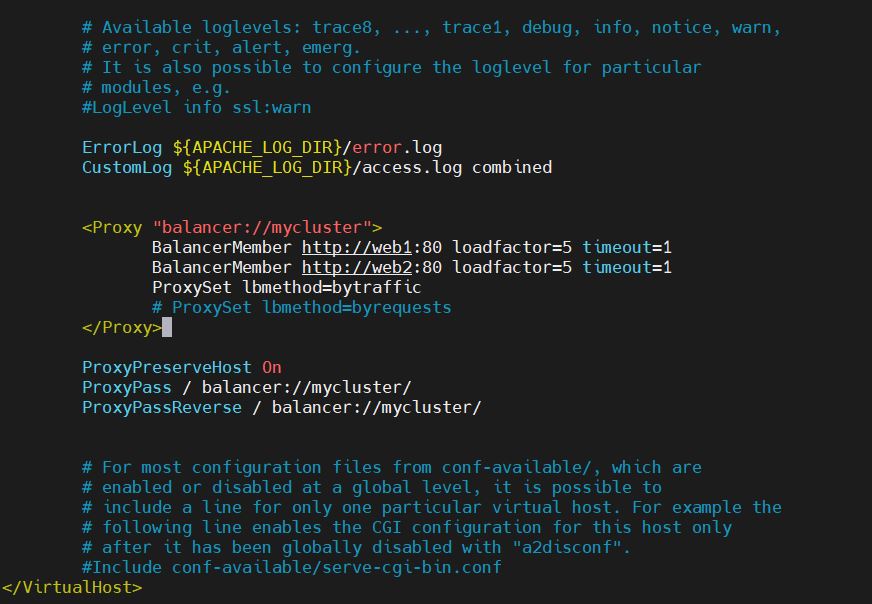 # Available loglevels: trace8, ..., trace1, debug, info, notice, warn,
# error, crit, alert, emerg.
# It is also possible to configure the loglevel for particular
# modules, e.g.
#LogLevel info ssl:warn
ErrorLog ${APACHE_LOG_DIR}/error.log
CustomLog ${APACHE_LOG_DIR}/access.log combined
<Proxy "balancer://mycluster">
BalancerMember http://web1:80 loadfactor=5 timeout=1
BalancerMember http://web2:80 loadfactor=5 timeout=1
ProxySet lbmethod=bytraffic
# ProxySet lbmethod=byrequests
</Proxy>
ProxyPreserveHost On
ProxyPass / balancer://mycluster/
ProxyPassReverse / balancer://mycluster/
# For most configuration files from conf-available/, which are
# enabled or disabled at a global level, it is possible to
# include a line for only one particular virtual host. For example the
# following line enables the CGI configuration for this host only
# after it has been globally disabled with "a2disconf".
#Include conf-available/serve-cgi-bin.conf
</VirtualHost>